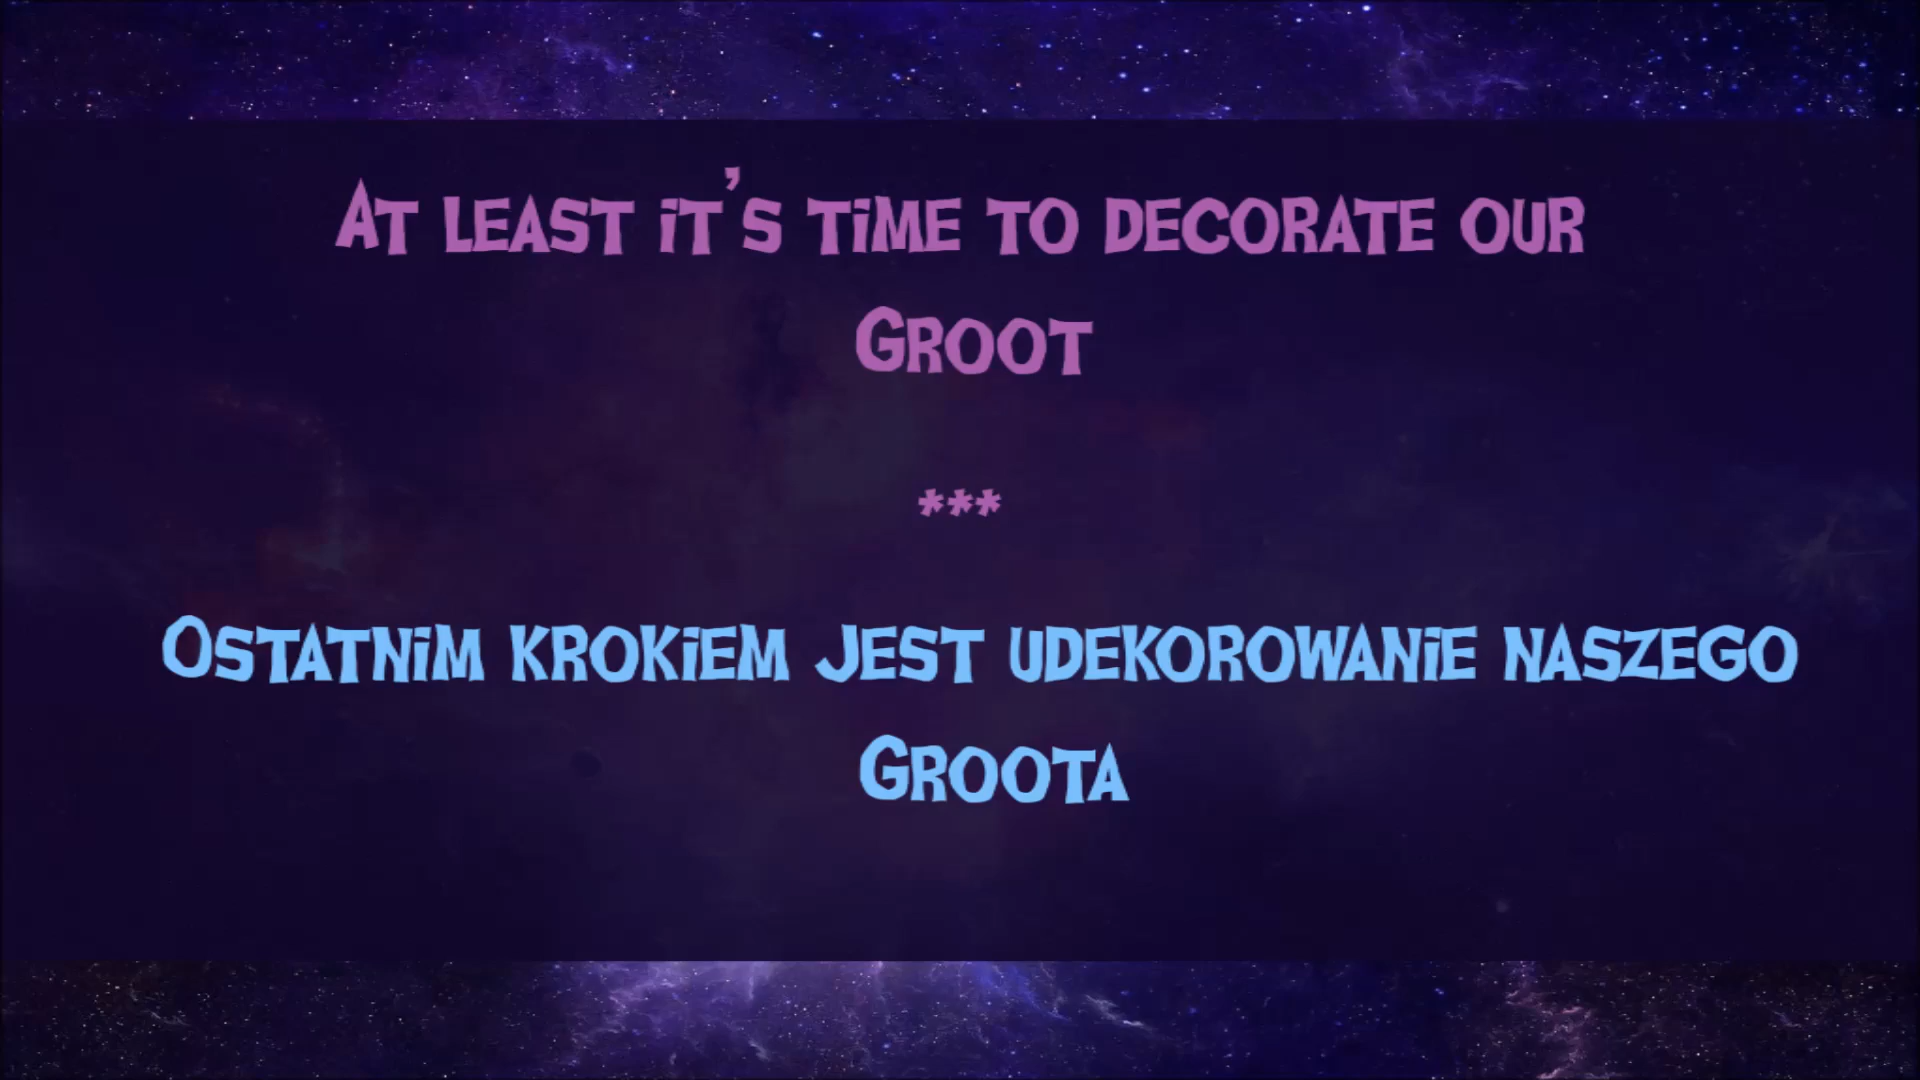 At least it's time to decorate our
Groot
***
Ostatnim krokiem jest udekorowanie naszego
Groota